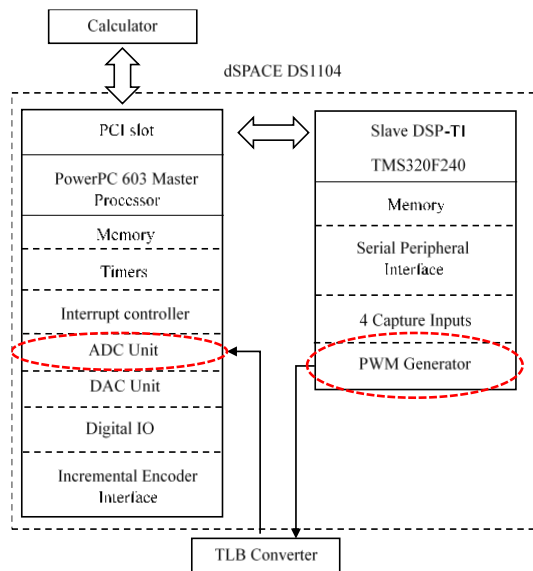 Calculator
dSPACE DS1104
PCI slot
PowerPC 603 Master
Processor
Memory
Timers
Interrupt controller
ADC Unit
DAC Unit
Digital IO
Incremental Encoder
Interface
Slave DSP-TI
TMS320F240
Memory
Serial Peripheral
Interface
4 Capture Inputs
PWM Generator
TLB Converter